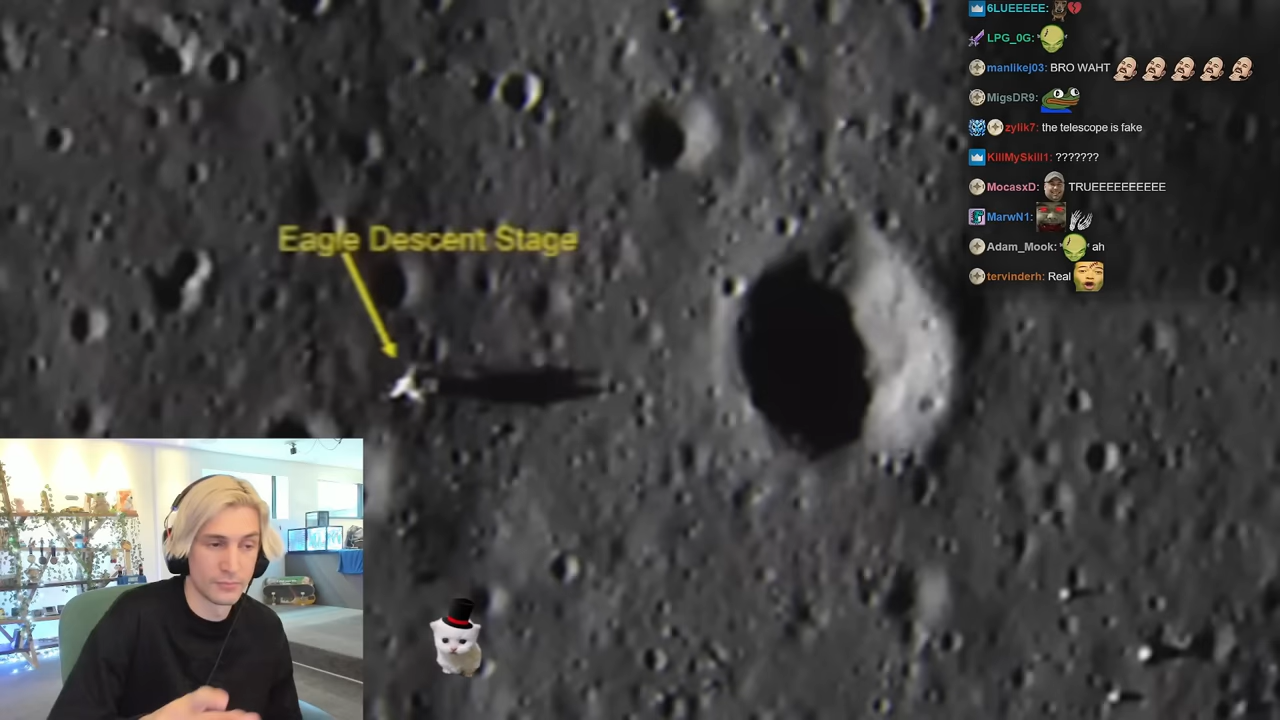 6LUEEEEE:
LPG_0G:
manlikej03: BRO WAHT
MigsDR9:
zylik7: the telescope is fake
KillMySkill1: ???????
MocasxD: TRUEEEEEEEEEE
MarwN1:
Adam_Mook: ah
tervinderh: Real
Eagle Descent Stage